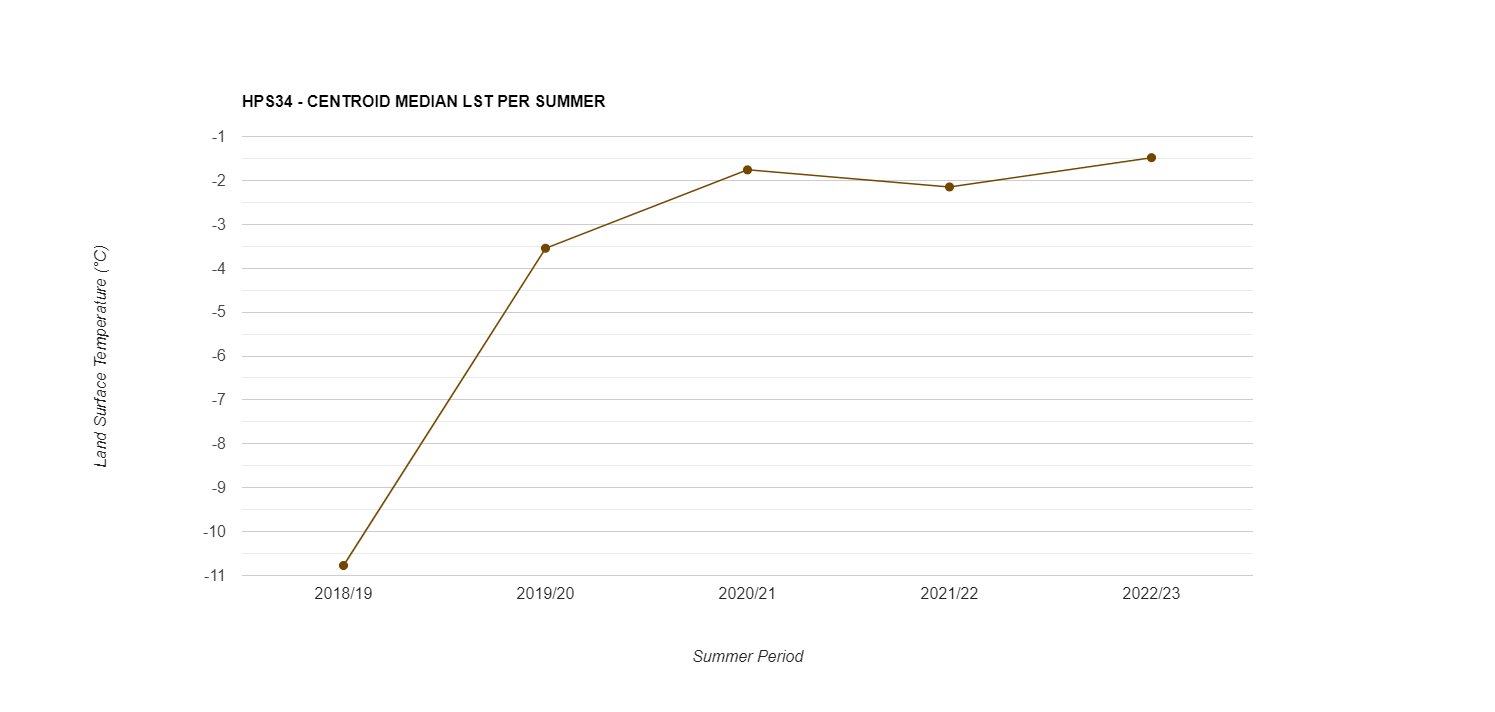 HPS34 - CENTROID MEDIAN LST PER SUMMER
Land Surface Temperature (°C)
-1
-2
-3
-4
-5
-6
-7
-8
-9
-10
-11
2018/19 2019/20 2020/21 2021/22 2022/23
Summer Period